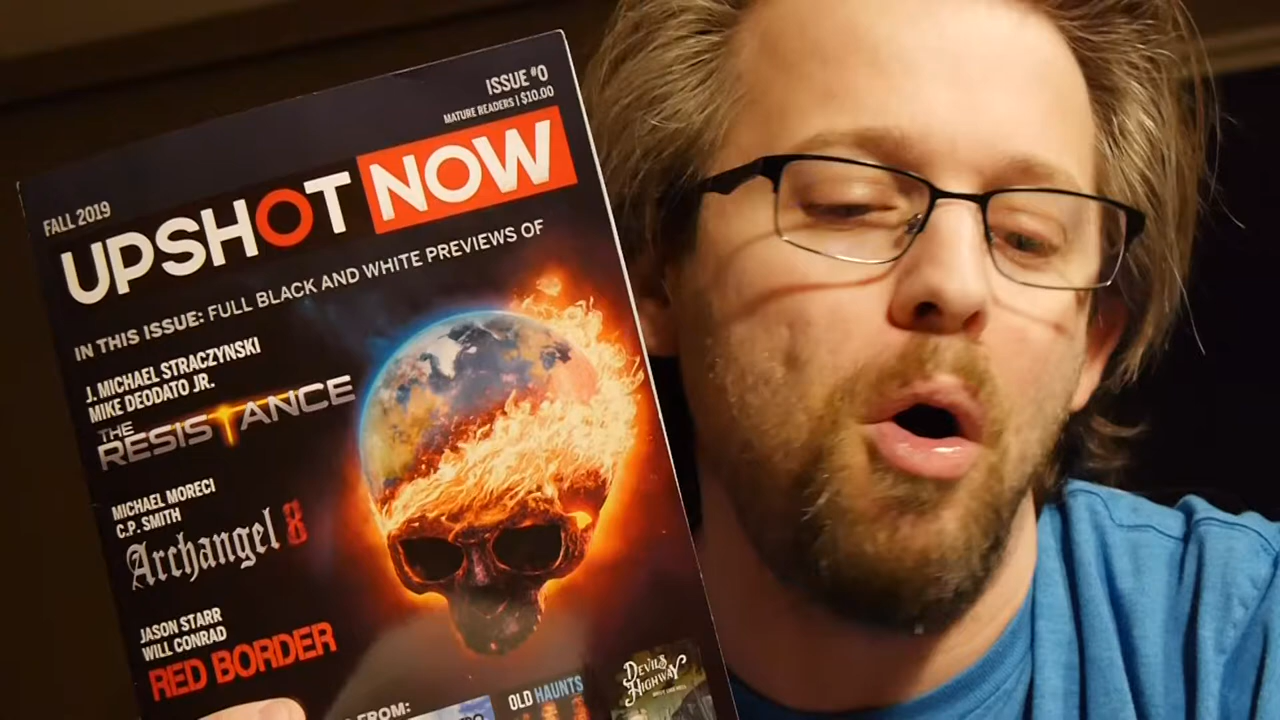 ISSUE #0
MATURE READERS | $10.00
FALL 2019
UPSHOT NOW
IN THIS ISSUE: FULL BLACK AND WHITE PREVIEWS OF
J. MICHAEL STRACZYNSKI
MIKE DEODATO JR.
THE
RESISTANCE
MICHAEL MORECI
C.P. SMITH
Archangel 8
JASON STARR
WILL CONRAD
RED BORDER
FROM:
OLD HAUNTS
DEVIL'S
HIGHWAY